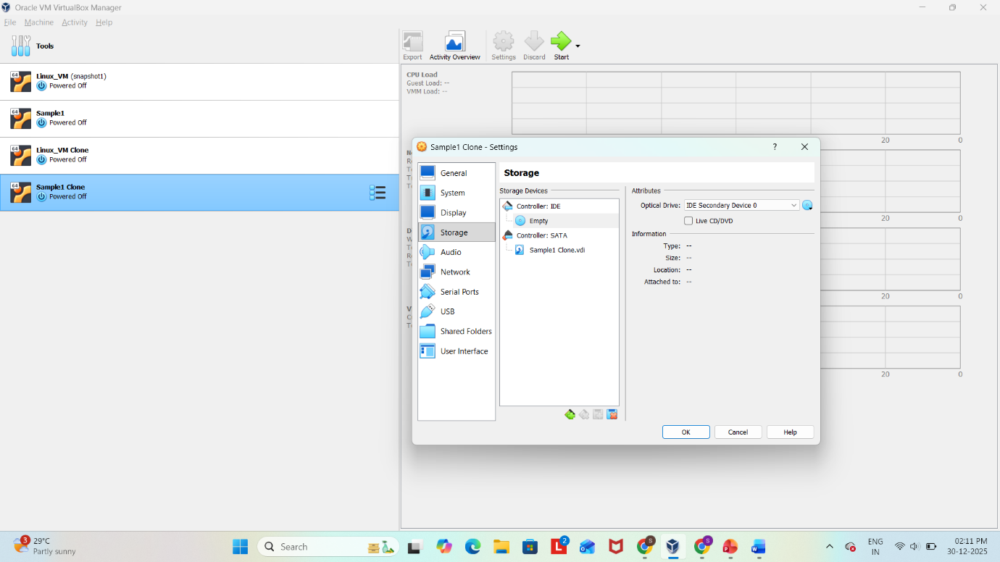 Oracle VM VirtualBox Manager
File Machine Activity Help
Tools
Export Activity Overview Settings Discard Start
64 Linux_VM (snapshot1)
Powered Off
64 Sample1
Powered Off
64 Linux_VM Clone
Powered Off
64 Sample1 Clone
Powered Off
CPU Load
Guest Load: --
VMM Load: --
20 0
20 0
20 0
20 0
Sample1 Clone - Settings ?
General
System
Display
Storage
Audio
Network
Serial Ports
USB
Shared Folders
User Interface
Storage
Storage Devices
Controller: IDE
Empty
Controller: SATA
Sample1 Clone.vdi
Attributes
Optical Drive: IDE Secondary Device 0
Live CD/DVD
Information
Type: --
Size: --
Location: --
Attached to: --
OK Cancel Help
3 29°C
Partly sunny
Search
L 2
S
S
P
W
ENG
IN
02:11 PM
30-12-2025